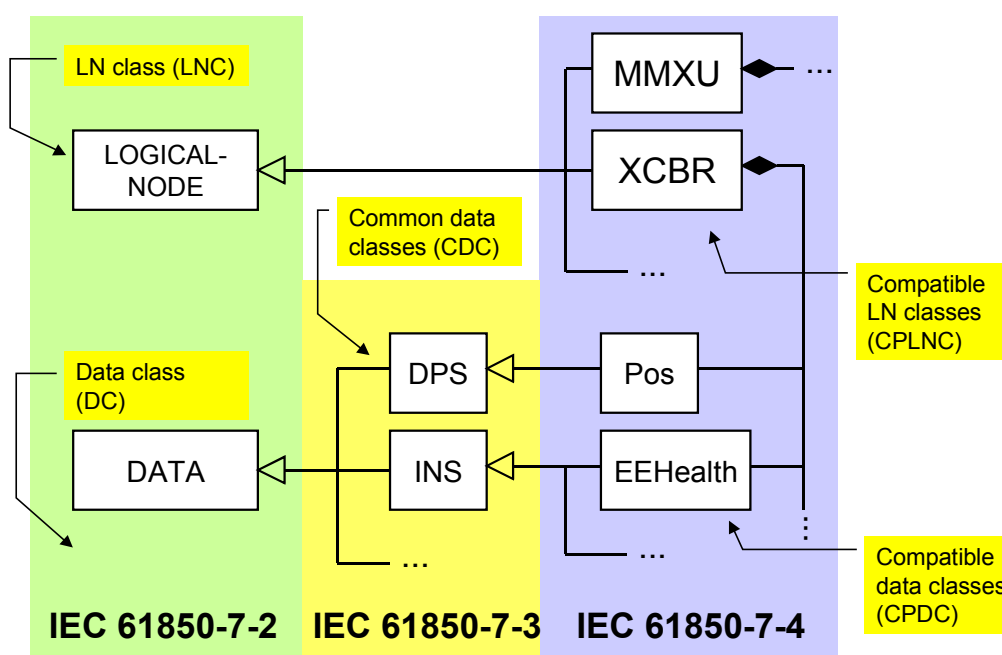 LN class (LNC)
MMXU
...
LOGICAL-
NODE
XCBR
Common data
classes (CDC)
...
Compatible
LN classes
(CPLNC)
Data class
(DC)
DPS
Pos
DATA
INS
EEHealth
...
...
...
Compatible
data classes
(CPDC)
IEC 61850-7-2
IEC 61850-7-3
IEC 61850-7-4